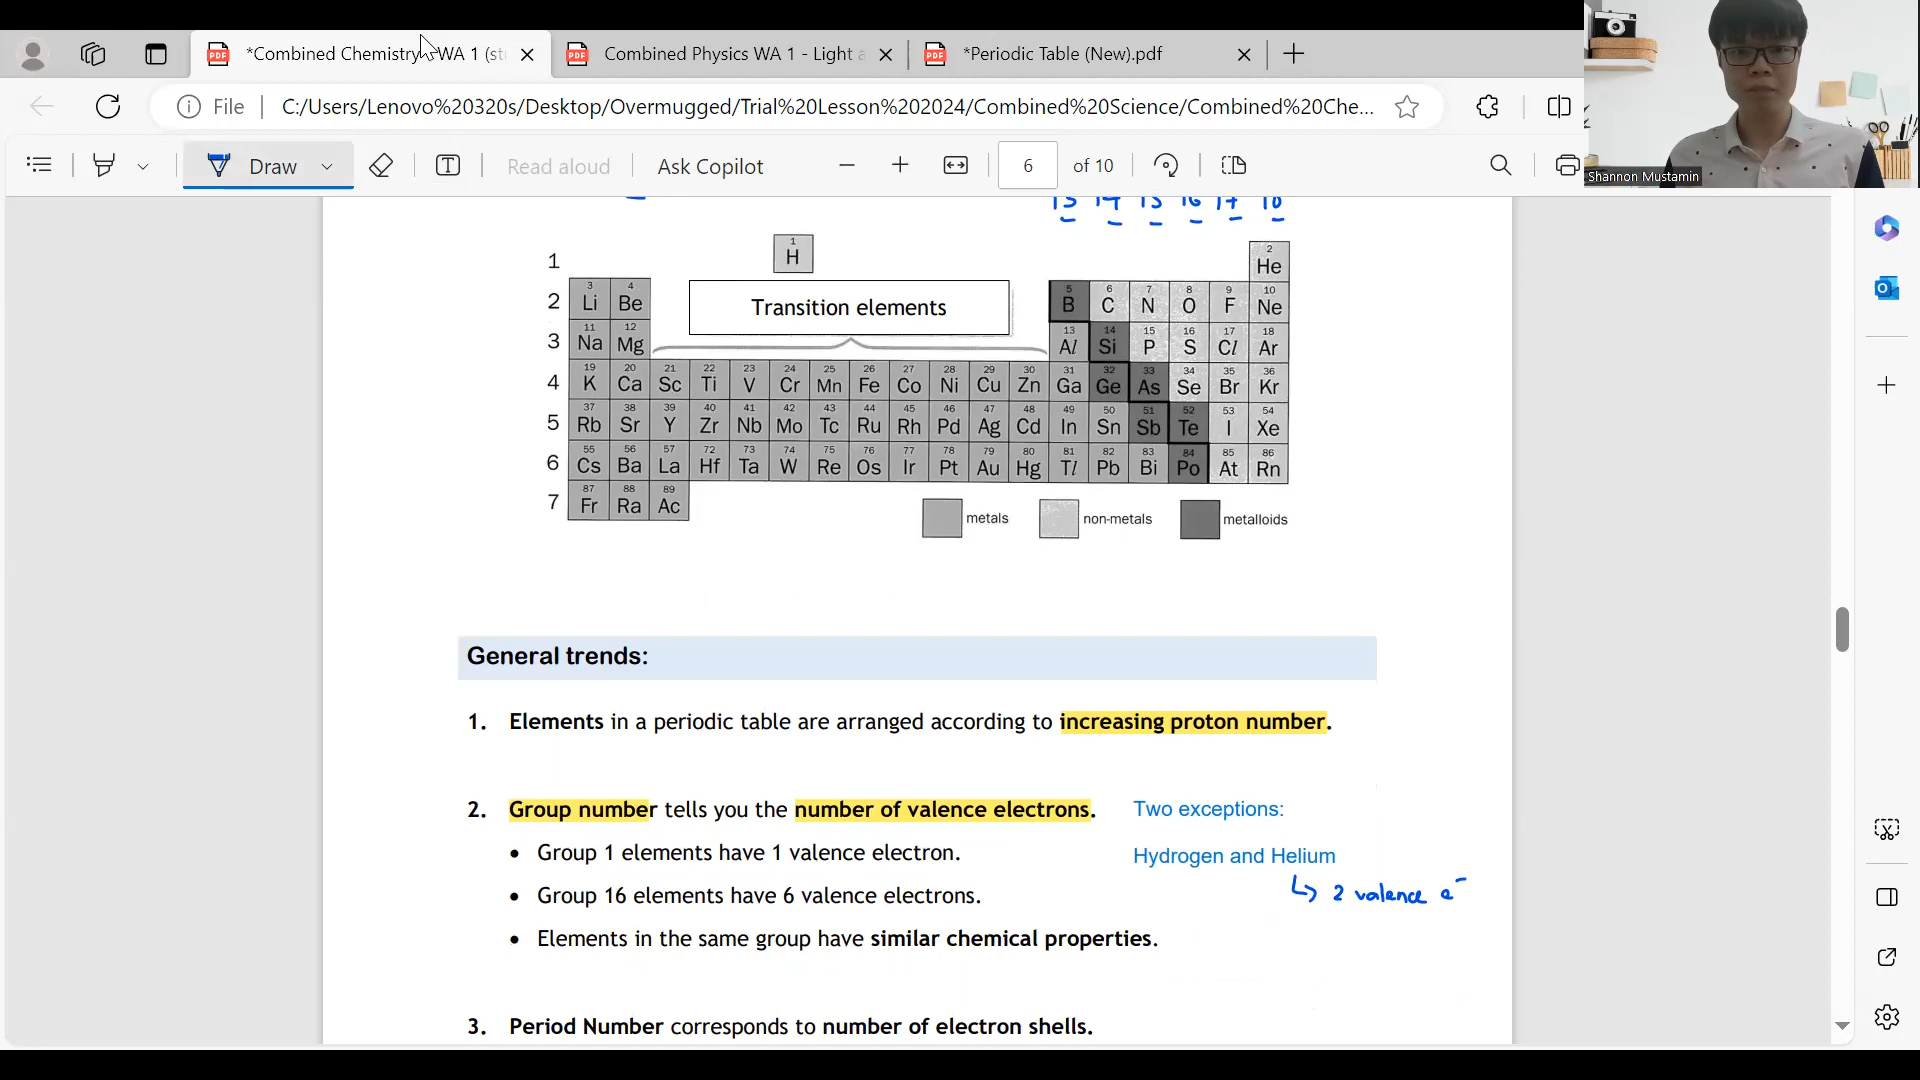 *Combined Chemistry - WA 1 (st
Combined Physics WA 1 - Light a
*Periodic Table (New).pdf
File
C:/Users/Lenovo%20320s/Desktop/Overmugged/Trial%20Lesson%202024/Combined%20Science/Combined%20Che...
Draw
Read aloud
Ask Copilot
6 of 10
Shannon Mustamin
13 14 15 16 17 18
1 H
2 He
1
2
3
4
5
6
7
Transition elements
3 Li 4 Be 5 B 6 C 7 N 8 O 9 F 10 Ne
11 Na 12 Mg 13 Al 14 Si 15 P 16 S 17 Cl 18 Ar
19 K 20 Ca 21 Sc 22 Ti 23 V 24 Cr 25 Mn 26 Fe 27 Co 28 Ni 29 Cu 30 Zn 31 Ga 32 Ge 33 As 34 Se 35 Br 36 Kr
37 Rb 38 Sr 39 Y 40 Zr 41 Nb 42 Mo 43 Tc 44 Ru 45 Rh 46 Pd 47 Ag 48 Cd 49 In 50 Sn 51 Sb 52 Te 53 I 54 Xe
55 Cs 56 Ba 57 La 72 Hf 73 Ta 74 W 75 Re 76 Os 77 Ir 78 Pt 79 Au 80 Hg 81 Tl 82 Pb 83 Bi 84 Po 85 At 86 Rn
87 Fr 88 Ra 89 Ac
metals non-metals metalloids
General trends:
1. Elements in a periodic table are arranged according to increasing proton number.
2. Group number tells you the number of valence electrons.
Two exceptions:
• Group 1 elements have 1 valence electron.
Hydrogen and Helium
↳ 2 valence e⁻
• Group 16 elements have 6 valence electrons.
• Elements in the same group have similar chemical properties.
3. Period Number corresponds to number of electron shells.